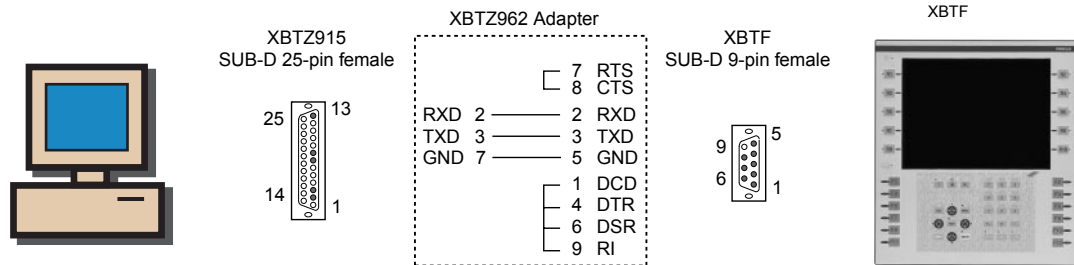 XBTZ962 Adapter
XBTF
XBTZ915
SUB-D 25-pin female
XBTF
SUB-D 9-pin female
7 RTS
8 CTS
RXD 2 2 RXD
TXD 3 3 TXD
GND 7 5 GND
1 DCD
4 DTR
6 DSR
9 RI
25 13
14 1
9 5
6 1